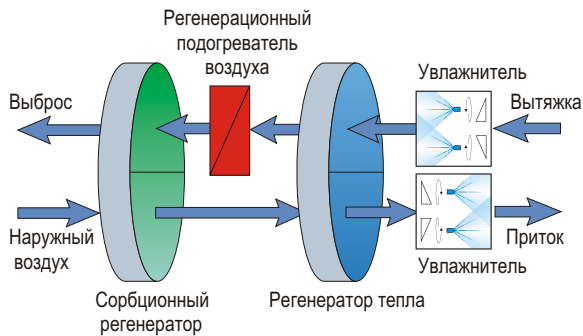 Регенерационный
подогреватель
воздуха
Увлажнитель
Выброс
Вытяжка
Наружный
воздух
Приток
Увлажнитель
Сорбционный
регенератор
Регенератор тепла